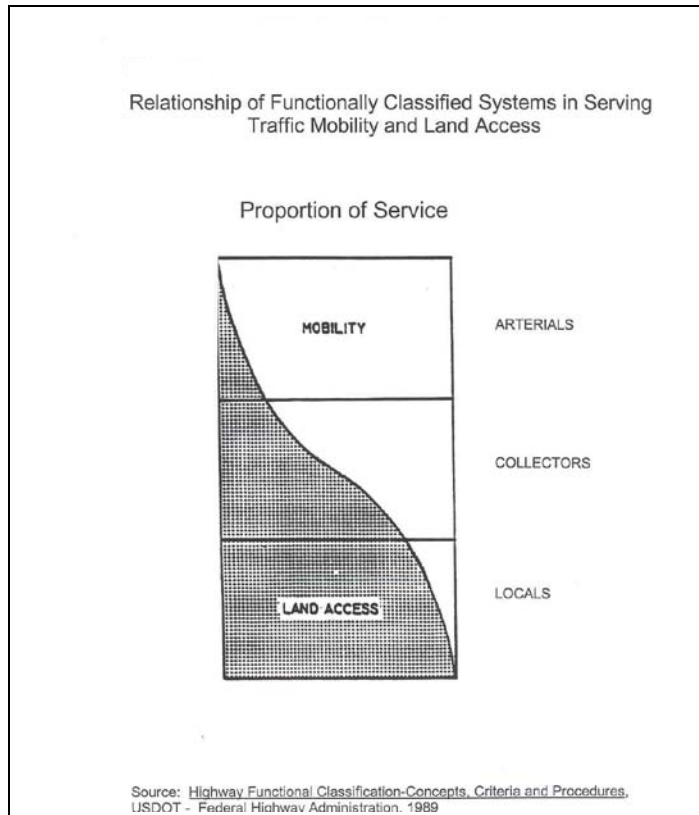 Relationship of Functionally Classified Systems in Serving
Traffic Mobility and Land Access
Proportion of Service
MOBILITY
ARTERIALS
COLLECTORS
LOCALS
LAND ACCESS
Source: Highway Functional Classification-Concepts, Criteria and Procedures,
USDOT - Federal Highway Administration, 1989